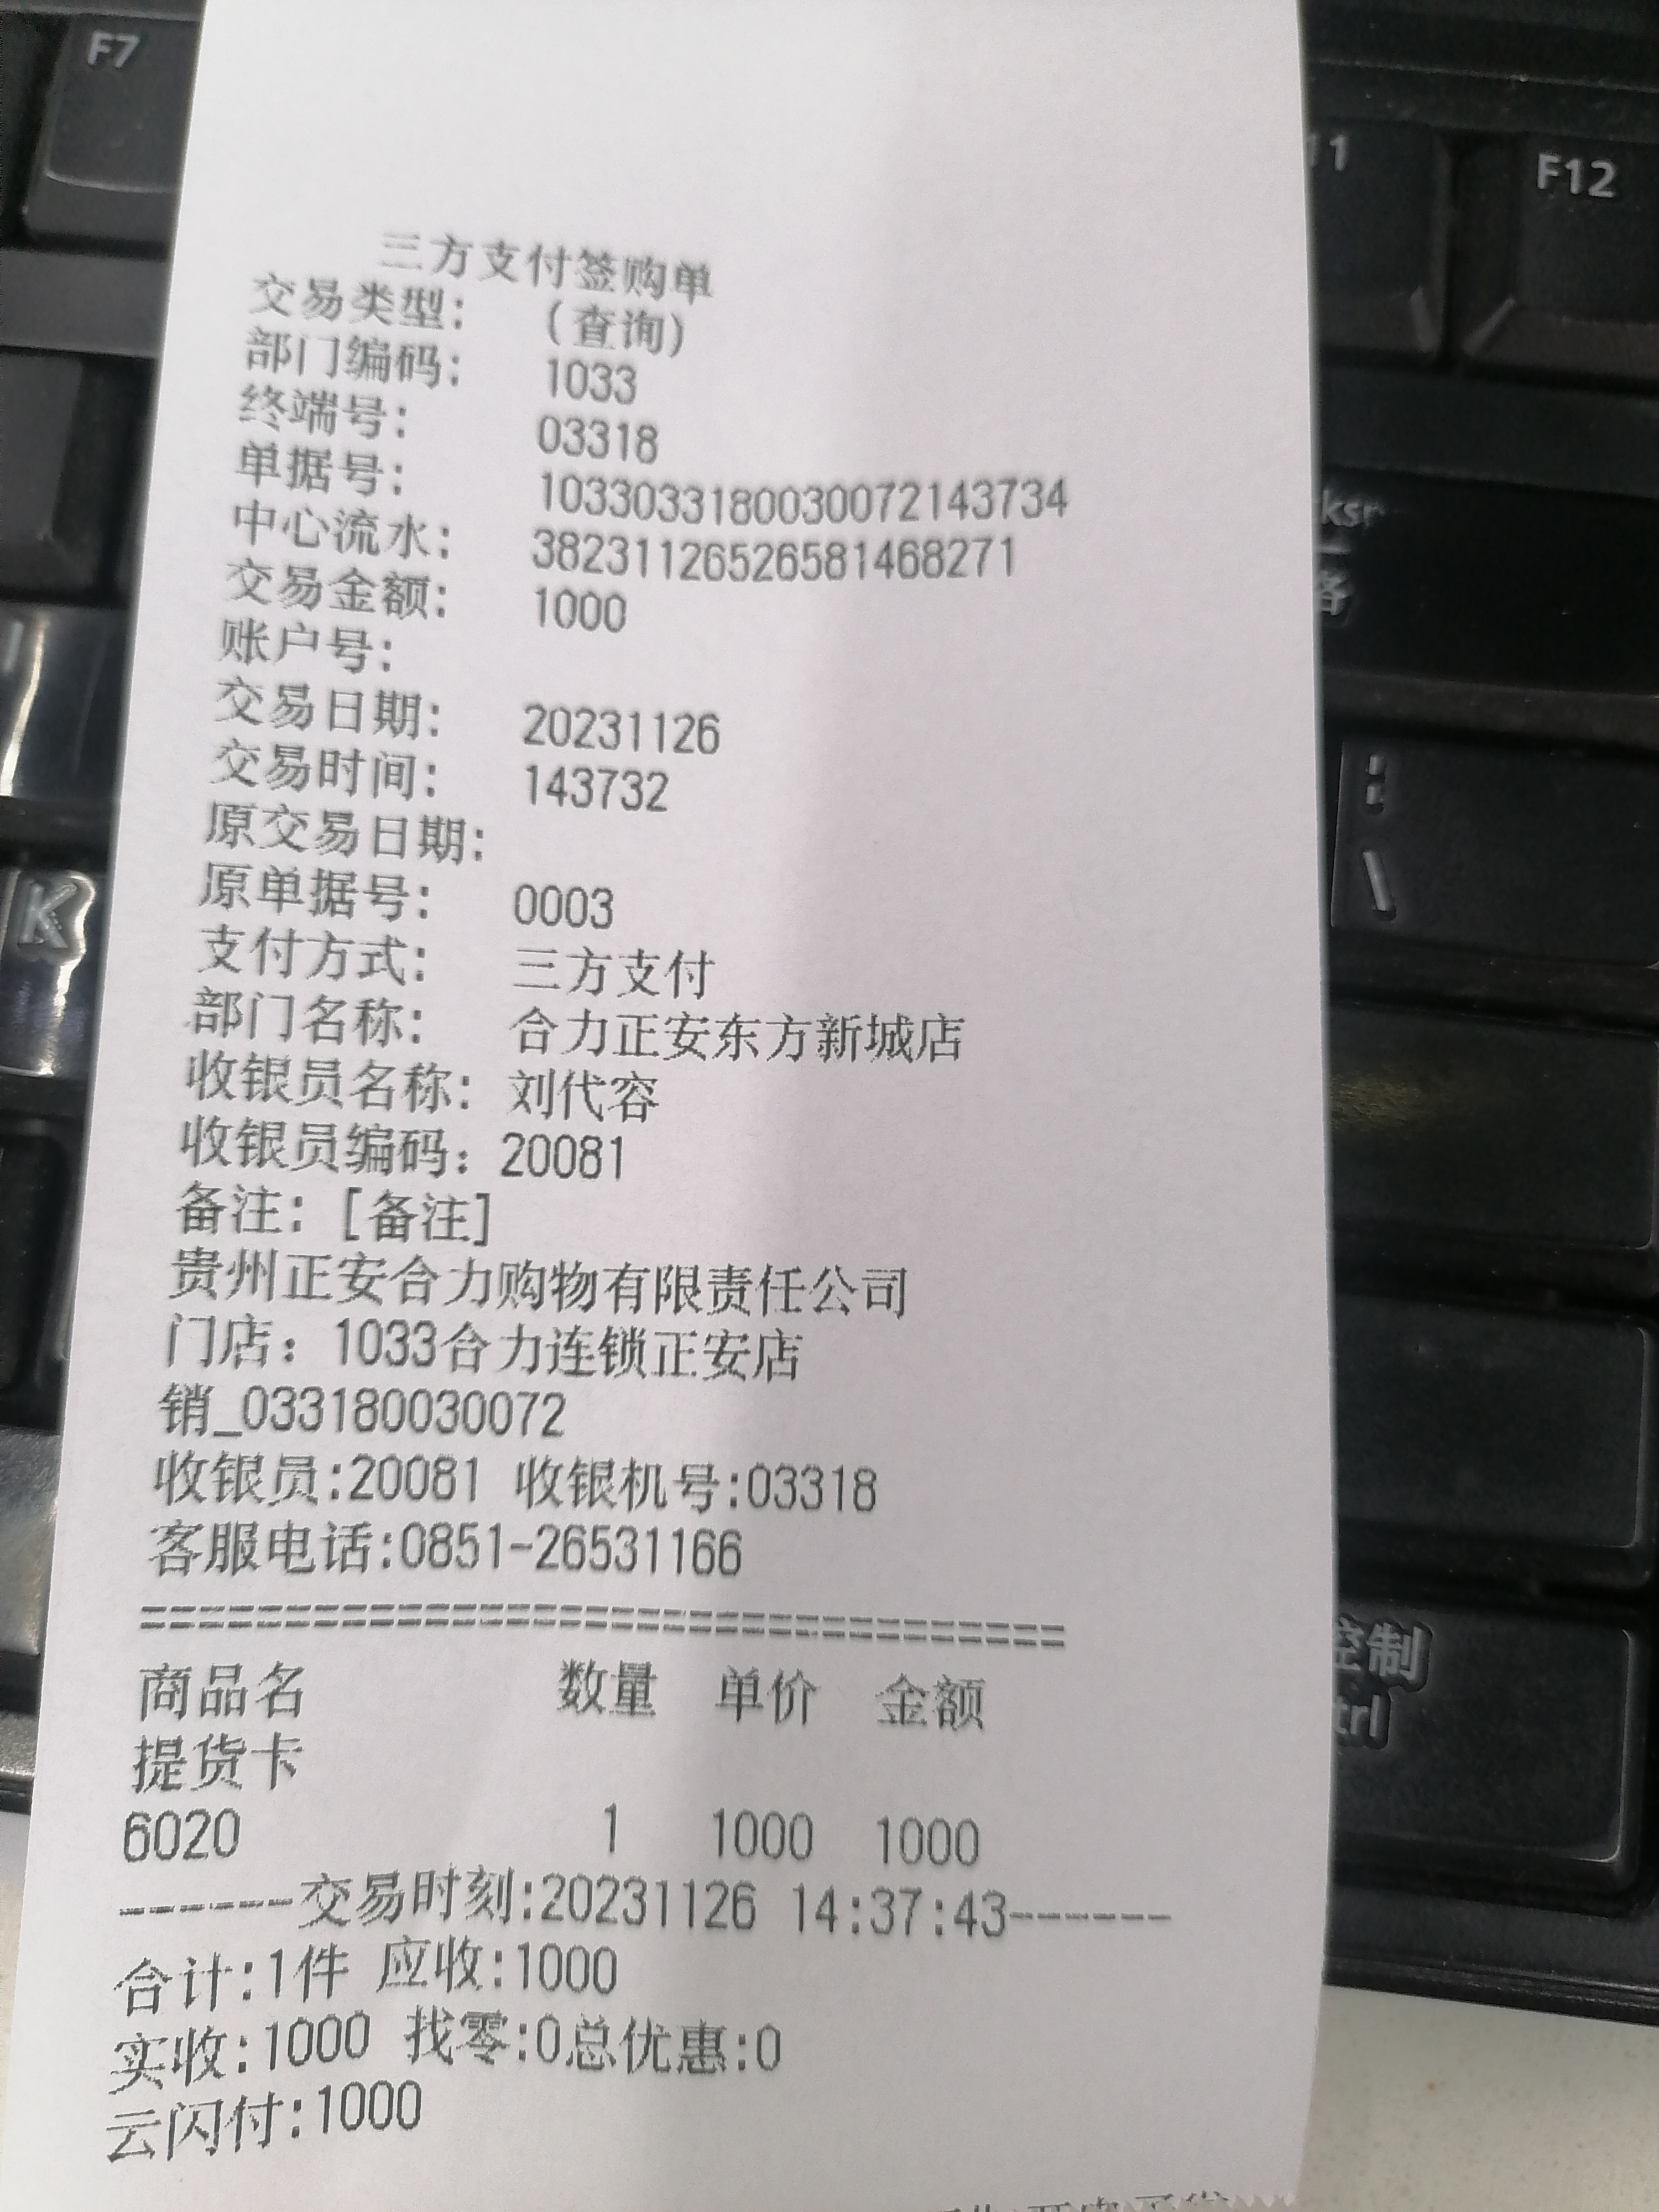 三方支付签购单
交易类型: (查询)
部门编码: 1033
终端号: 03318
单据号: 1033033180030072143734
中心流水: 38231126526581468271
交易金额: 1000
账户号:
交易日期: 20231126
交易时间: 143732
原交易日期:
原单据号: 0003
支付方式: 三方支付
部门名称: 合力正安东方新城店
收银员名称: 刘代容
收银员编码: 20081
备注: [备注]
贵州正安合力购物有限责任公司
门店: 1033合力连锁正安店
销_033180030072
收银员:20081 收银机号:03318
客服电话:0851-26531166
==================================
商品名 数量 单价 金额
提货卡
6020 1 1000 1000
-------交易时刻:20231126 14:37:43------
合计:1件 应收:1000
实收:1000 找零:0总优惠:0
云闪付:1000
F7
F12
K
控制